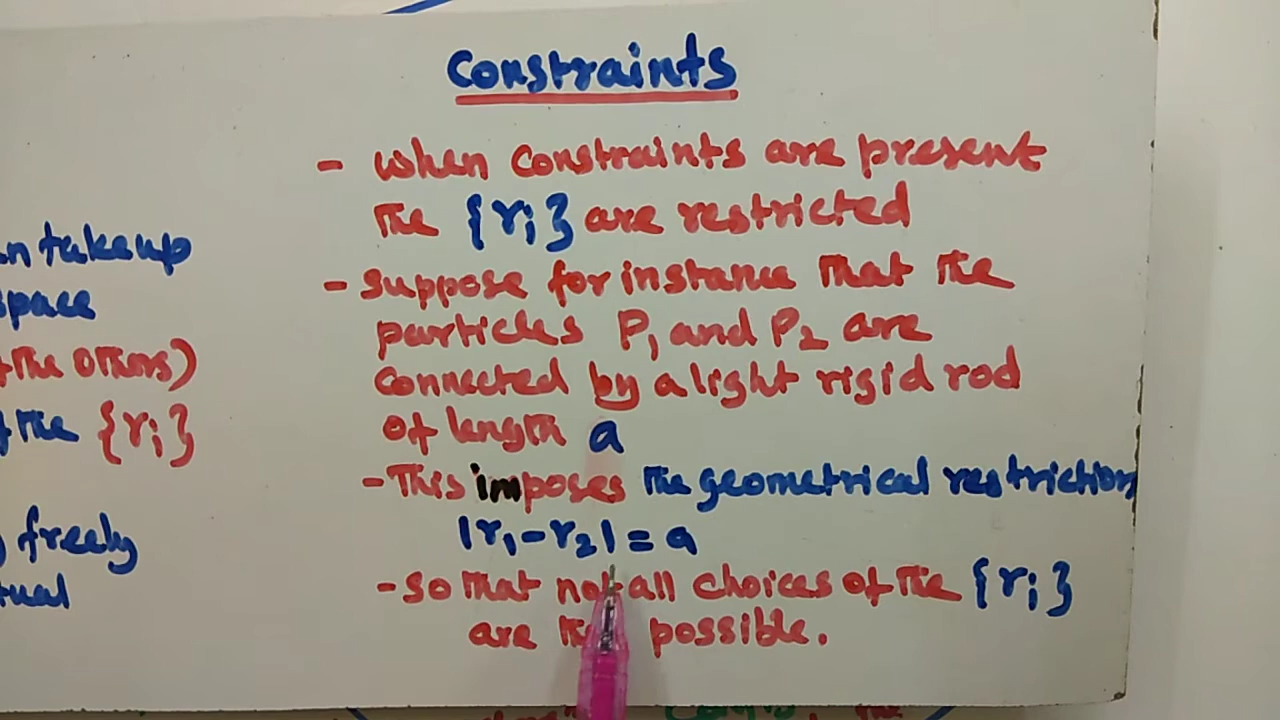 Constraints
- when constraints are present
the {ri} are restricted
- suppose for instance that the
particles P1 and P2 are
connected by a light rigid rod
of length a
- This imposes the geometrical restriction
|r1-r2| = a
- so that not all choices of the {ri}
are possible.
take up
space
the others)
the {ri}
freely